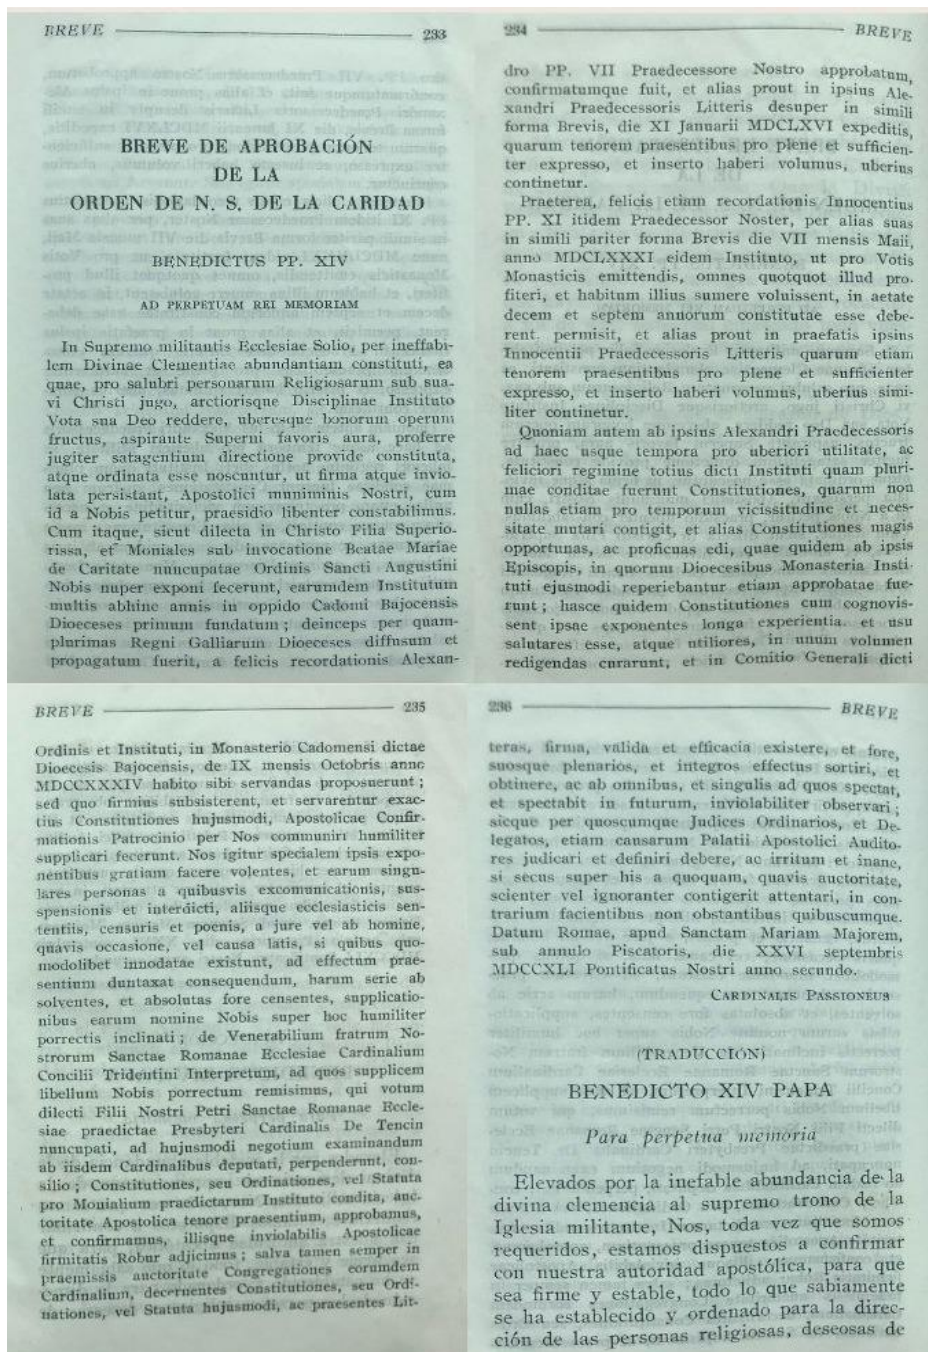 BREVE 233
BREVE DE APROBACIÓN
DE LA
ORDEN DE N. S. DE LA CARIDAD
BENEDICTUS PP. XIV
AD PERPETUAM REI MEMORIAM
In Supremo militantis Ecclesiae Solio, per ineffabi-
lem Divinae Clementiae abundantiam constituti, ea
quae, pro salubri personarum Religiosarum sub sua-
vi Christi jugo, arctiorisque Disciplinae Instituto
Vota sua Deo reddere, uberesque bonorum operum
fructus, aspirante Superni favoris aura, proferre
jugiter satagentium directione provide constituta,
atque ordinata esse noscuntur, ut firma atque invio-
lata persistant, Apostolici muniminis Nostri, cum
id a Nobis petitur, praesidio libenter constabilimus.
Cum itaque, sicut dilecta in Christo Filia Superio-
rissa, et Moniales sub invocatione Beatae Mariae
de Caritate nuncupatae Ordinis Sancti Augustini
Nobis nuper exponi fecerunt, earumdem Institutum
multis abhinc annis in oppido Cadomi Bajocensis
Dioeceses primum fundatum ; deinceps per quam-
plurimas Regni Galliarum Dioeceses diffusum et
propagatum fuerit, a felicis recordationis Alexan-
234 BREVE
dro PP. VII Praedecessore Nostro approbatum,
confirmatumque fuit, et alias prout in ipsius Ale-
xandri Praedecessoris Litteris desuper in simili
forma Brevis, die XI Januarii MDCLXVI expeditis,
quarum tenorem praesentibus pro plene et sufficien-
ter expresso, et inserto haberi volumus, uberius
continetur.
Praeterea, felicis etiam recordationis Innocentius
PP. XI itidem Praedecessor Noster, per alias suas
in simili pariter forma Brevis die VII mensis Maii,
anno MDCLXXXI eidem Instituto, ut pro Votis
Monasticis emittendis, omnes quotquot illud pro-
fiteri, et habitum illius sumere voluissent, in aetate
decem et septem annorum constitutae esse debe-
rent. permisit, et alias prout in praefatis ipsius
Innocentii Praedecessoris Litteris quarum etiam
tenorem praesentibus pro plene et sufficienter
expresso, et inserto haberi volumus, uberius simi-
liter continetur.
Quoniam autem ab ipsius Alexandri Praedecessoris
ad haec usque tempora pro uberiori utilitate, ac
feliciori regimine totius dicti Instituti quam pluri-
mae conditae fuerunt Constitutiones, quarum non
nullas etiam pro temporum vicissitudine et neces-
sitate mutari contigit, et alias Constitutiones magis
opportunas, ac proficuas edi, quae quidem ab ipsis
Episcopis, in quorum Dioecesibus Monasteria Insti-
tuti ejusmodi reperiebantur etiam approbatae fue-
runt ; hasce quidem Constitutiones cum cognovis-
sent ipsae exponentes longa experientia. et usu
salutares esse, atque utiliores, in unum volumen
redigendas curarunt, et in Comitio Generali dicti
BREVE 235
Ordinis et Instituti, in Monasterio Cadomensi dictae
Dioecesis Bajocensis, de IX mensis Octobris anno
MDCCXXXIV habito sibi servandas proposuerunt ;
sed quo firmius subsisterent, et servarentur exac-
tius Constitutiones hujusmodi, Apostolicae Confir-
mationis Patrocinio per Nos communiri humiliter
supplicari fecerunt. Nos igitur specialem ipsis expo-
nentibus gratiam facere volentes, et earum singu-
lares personas a quibusvis excomunicationis, sus-
spensionis et interdicti, aliisque ecclesiasticis sen-
tentiis, censuris et poenis, a jure vel ab homine,
quavis occasione, vel causa latis, si quibus quo-
modolibet innodatae existunt, ad effectum prae-
sentium duntaxat consequendum, harum serie ab
solventes, et absolutas fore censentes, supplicatio-
nibus earum nomine Nobis super hoc humiliter
porrectis inclinati ; de Venerabilium fratrum No-
strorum Sanctae Romanae Ecclesiae Cardinalium
Concilii Tridentini Interpretum, ad quos supplicem
libellum Nobis porrectum remisimus, qui votum
dilecti Filii Nostri Petri Sanctae Romanae Eccle-
siae praedictae Presbyteri Cardinalis De Tencin
nuncupati, ad hujusmodi negotium examinandum
ab iisdem Cardinalibus deputati, perpenderunt, con-
silio ; Constitutiones, seu Ordinationes, vel Statuta
pro Monialium praedictarum Instituto condita, auc-
toritate Apostolica tenore praesentium, approbamus,
et confirmamus, illisque inviolabilis Apostolicae
firmitatis Robur adjicimus ; salva tamen semper in
praemissis auctoritate Congregationes eorumdem
Cardinalium, decernentes Constitutiones, seu Ordi-
nationes, vel Statuta hujusmodi, ac praesentes Lit-
236 BREVE
teras, firma, valida et efficacia existere, et fore,
suosque plenarios, et integros effectus sortiri, et
obtinere, ac ab omnibus, et singulis ad quos spectat,
et spectabit in futurum, inviolabiliter observari ;
sicque per quoscumque Judices Ordinarios, et De-
legatos, etiam causarum Palatii Apostolici Audito-
res judicari et definiri debere, ac irritum et inane,
si secus super his a quoquam, quavis auctoritate,
scienter vel ignoranter contigerit attentari, in con-
trarium facientibus non obstantibus quibuscumque.
Datum Romae, apud Sanctam Mariam Majorem,
sub annulo Piscatoris, die XXVI septembris
MDCCXLI Pontificatus Nostri anno secundo.
CARDINALIS PASSIONEUS
(TRADUCCIÓN)
BENEDICTO XIV PAPA
Para perpetua memoria
Elevados por la inefable abundancia de la
divina clemencia al supremo trono de la
Iglesia militante, Nos, toda vez que somos
requeridos, estamos dispuestos a confirmar
con nuestra autoridad apostólica, para que
sea firme y estable, todo lo que sabiamente
se ha establecido y ordenado para la direc-
ción de las personas religiosas, deseosas de